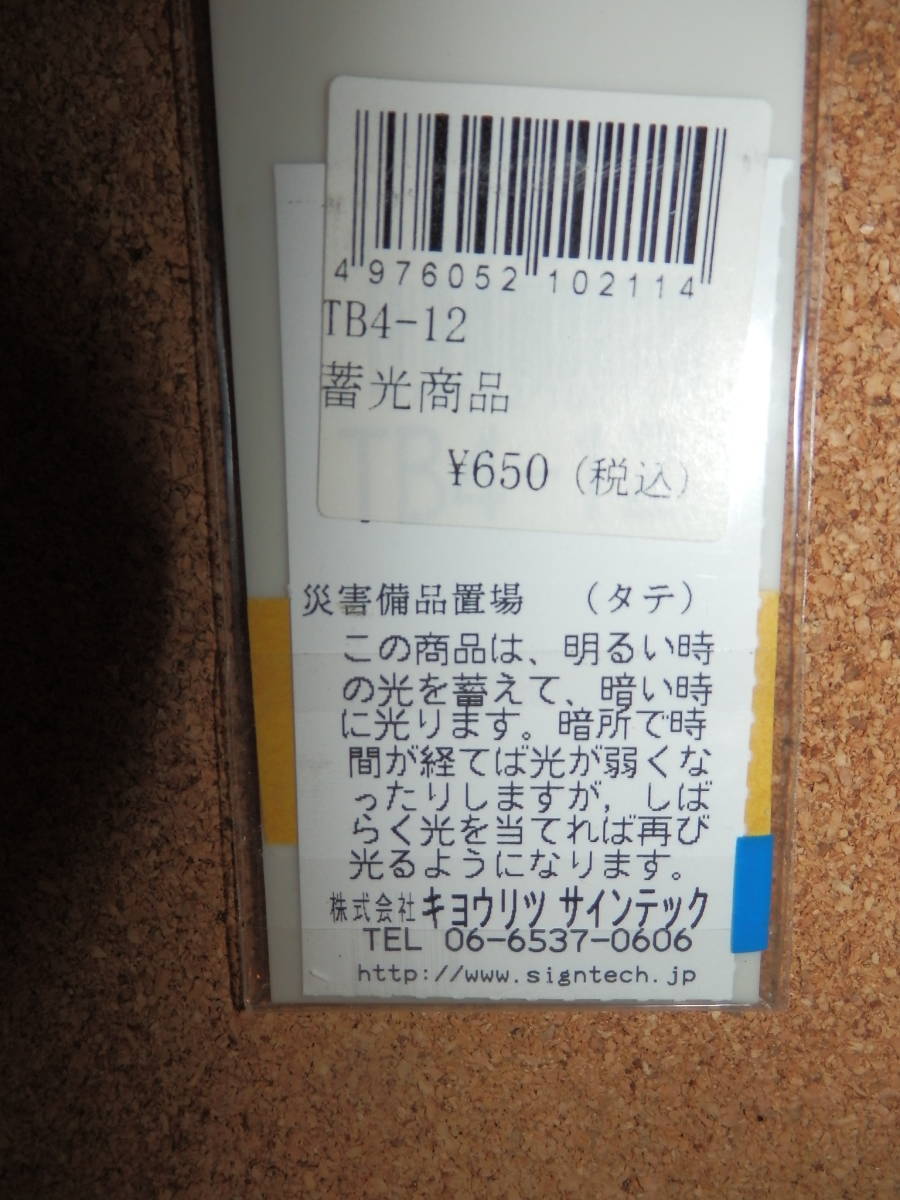 4 976052 102114
TB4-12
蓄光商品
¥650（税込）
災害備品置場　（タテ）
この商品は、明るい時
の光を蓄えて、暗い時
に光ります。暗所で時
間が経てば光が弱くな
ったりしますが，しば
らく光を当てれば再び
光るようになります。
株式会社キョウリツ サインテック
TEL 06-6537-0606
http://www.signtech.jp